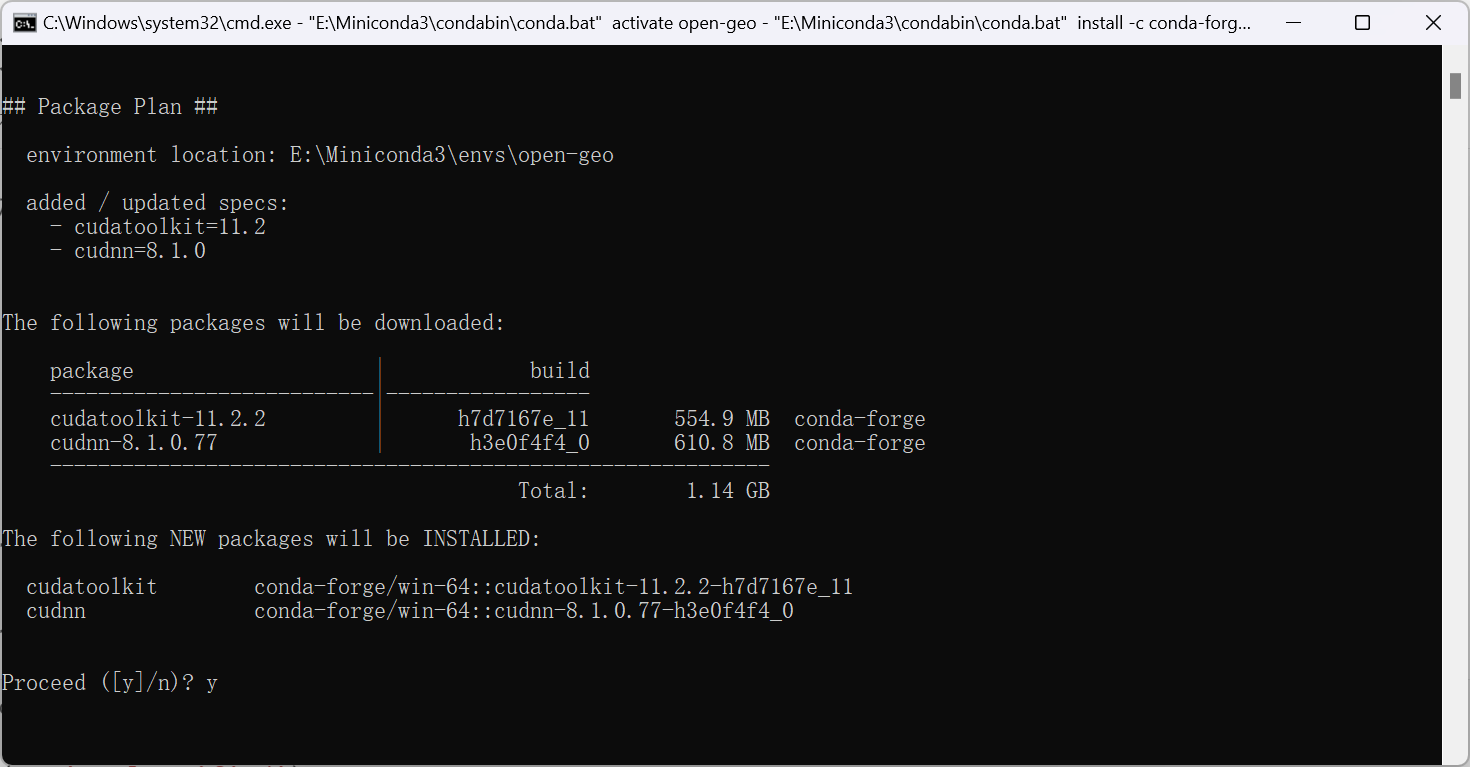 C:\Windows\system32\cmd.exe - "E:\Miniconda3\condabin\conda.bat"  activate open-geo - "E:\Miniconda3\condabin\conda.bat"  install -c conda-forg...
## Package Plan ##
environment location: E:\Miniconda3\envs\open-geo
added / updated specs:
- cudatoolkit=11.2
- cudnn=8.1.0
The following packages will be downloaded:
package | build
---------------------------|-----------------
cudatoolkit-11.2.2 | h7d7167e_11 554.9 MB conda-forge
cudnn-8.1.0.77 | h3e0f4f4_0 610.8 MB conda-forge
------------------------------------------------------------
Total: 1.14 GB
The following NEW packages will be INSTALLED:
cudatoolkit conda-forge/win-64::cudatoolkit-11.2.2-h7d7167e_11
cudnn conda-forge/win-64::cudnn-8.1.0.77-h3e0f4f4_0
Proceed ([y]/n)? y